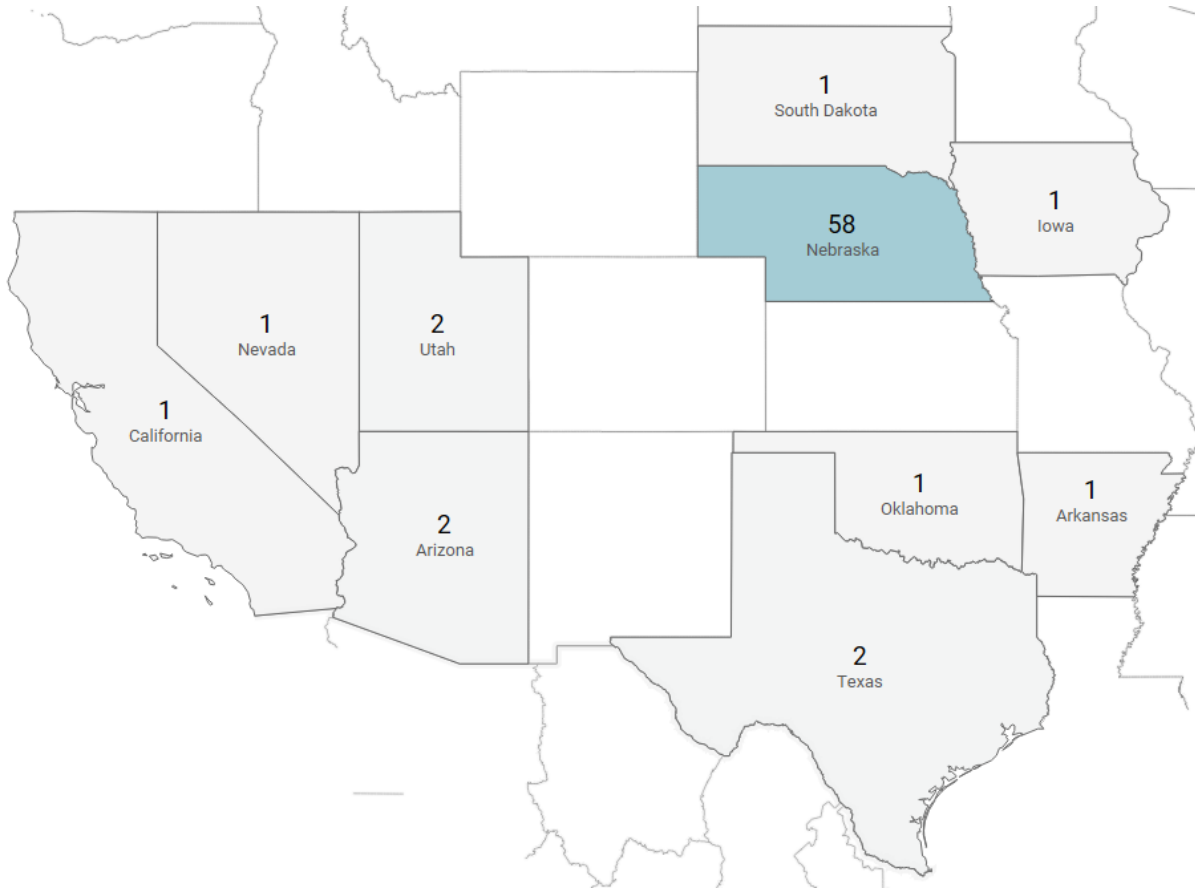 1
South Dakota
1
Iowa
58
Nebraska
1
Nevada
2
Utah
1
California
2
Arizona
1
Oklahoma
1
Arkansas
2
Texas